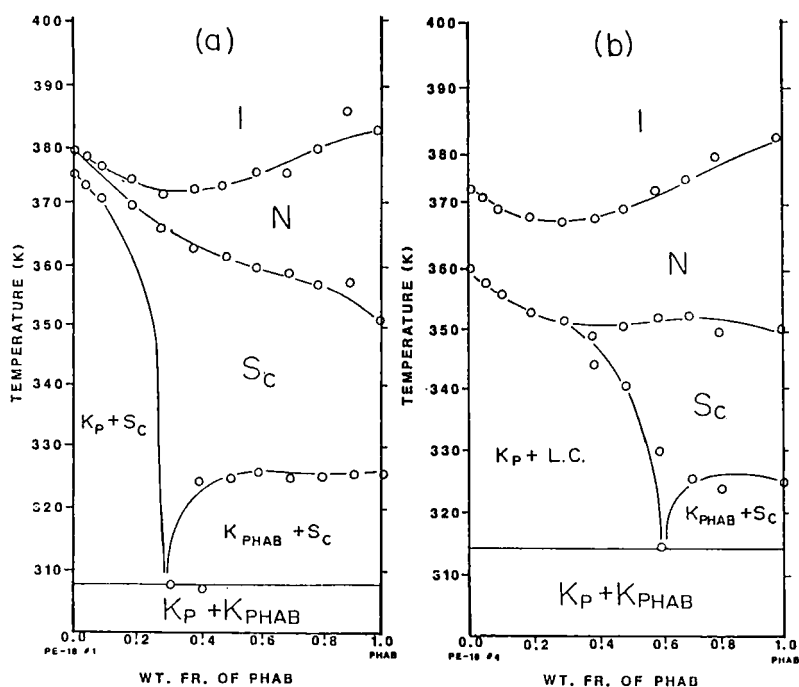 (a)
400
390
380
370
360
350
340
330
320
310
TEMPERATURE (K)
I
N
Sc
KP + Sc
KPHAB + Sc
KP + KPHAB
0.0 0.2 0.4 0.6 0.8 1.0
PE-18 #1 PHAB
WT. FR. OF PHAB
(b)
400
390
380
370
360
350
340
330
320
310
TEMPERATURE (K)
I
N
Sc
KP + L.C.
KPHAB + Sc
KP + KPHAB
0.0 0.2 0.4 0.6 0.8 1.0
PE-18 #4 PHAB
WT. FR. OF PHAB